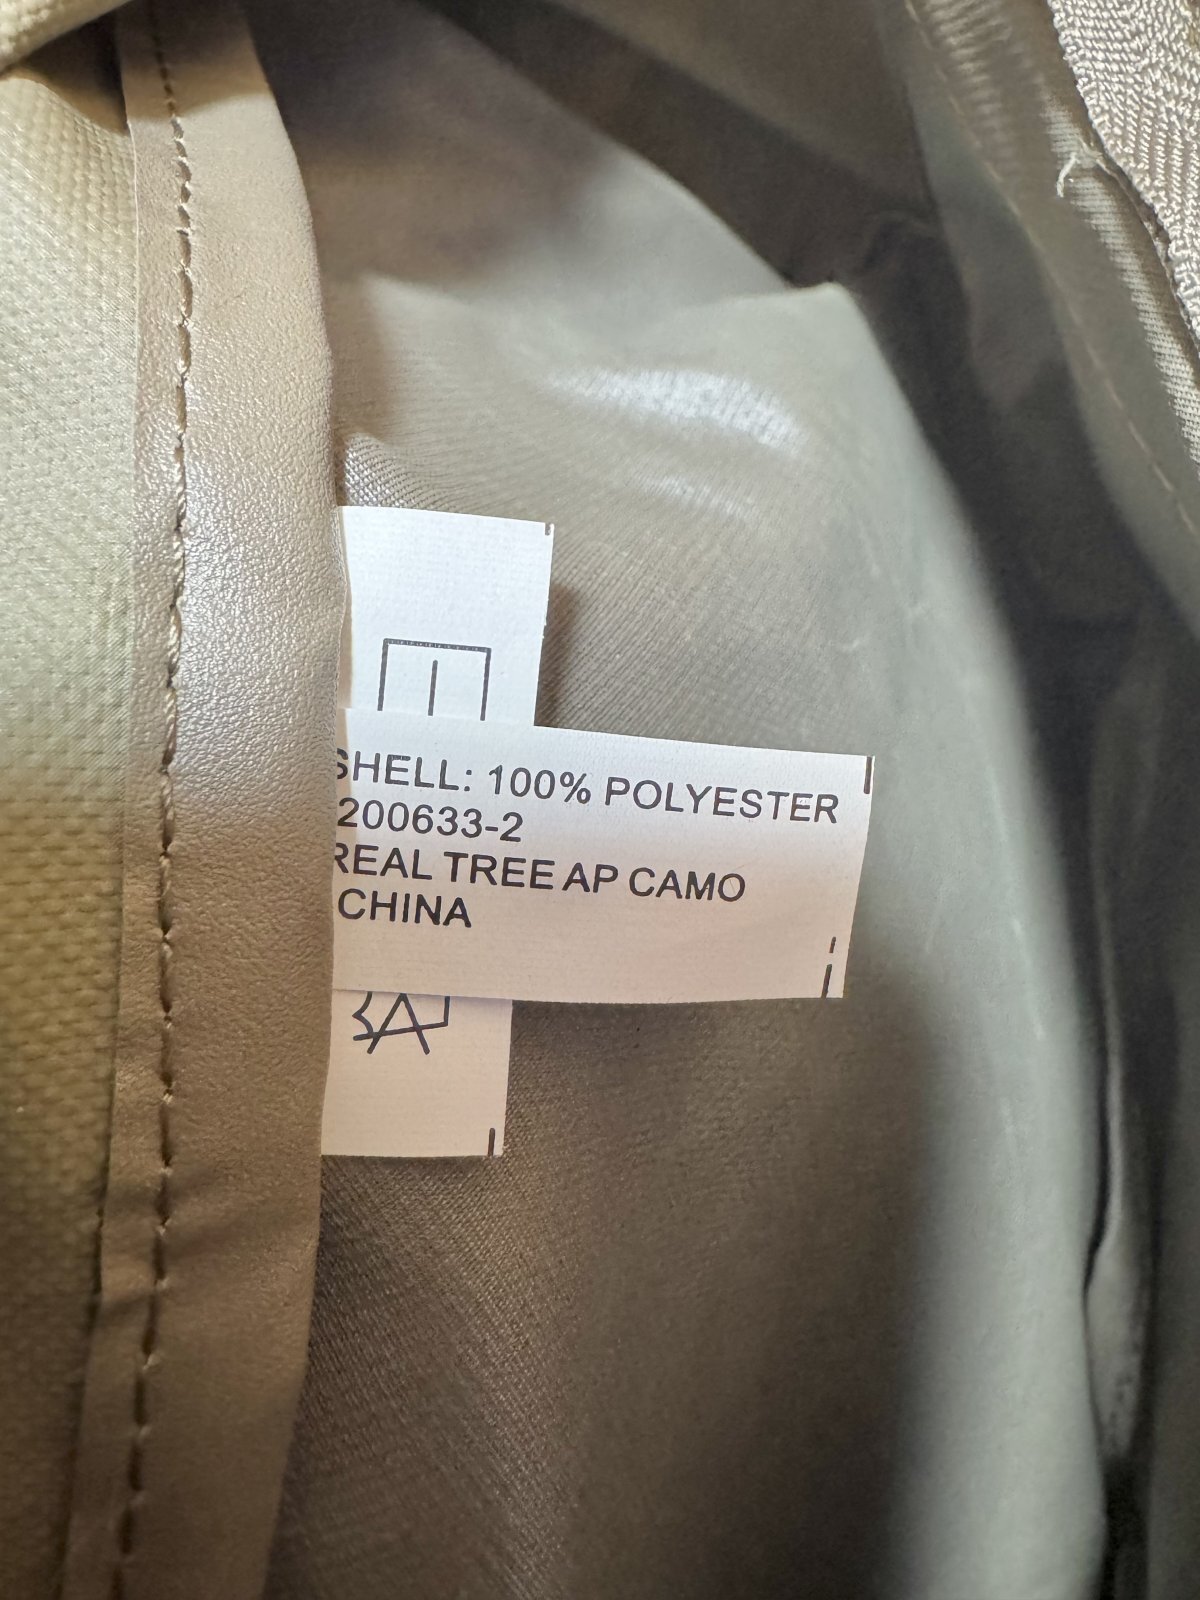 SHELL: 100% POLYESTER
200633-2
REAL TREE AP CAMO
CHINA